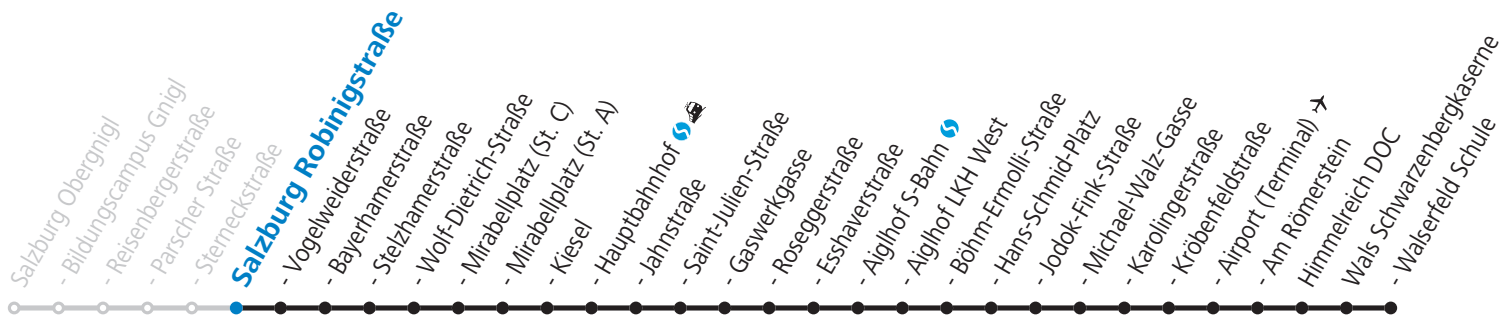 Salzburg Obergnigl
- Bildungscampus Gnigl
- Reisenbergerstraße
- Parscher Straße
- Sterneckstraße
Salzburg Robinigstraße
- Vogelweiderstraße
- Bayerhamerstraße
- Stelzhamerstraße
- Wolf-Dietrich-Straße
- Mirabellplatz (St. C)
- Mirabellplatz (St. A)
- Kiesel
- Hauptbahnhof
- Jahnstraße
- Saint-Julien-Straße
- Gaswerkgasse
- Roseggerstraße
- Esshaverstraße
- Aiglhof S-Bahn
- Aiglhof LKH West
- Böhm-Ermolli-Straße
- Hans-Schmid-Platz
- Jodok-Fink-Straße
- Michael-Walz-Gasse
- Karolingerstraße
- Kröbenfeldstraße
- Airport (Terminal)
- Am Römerstein
Himmelreich DOC
Wals Schwarzenbergkaserne
- Walserfeld Schule